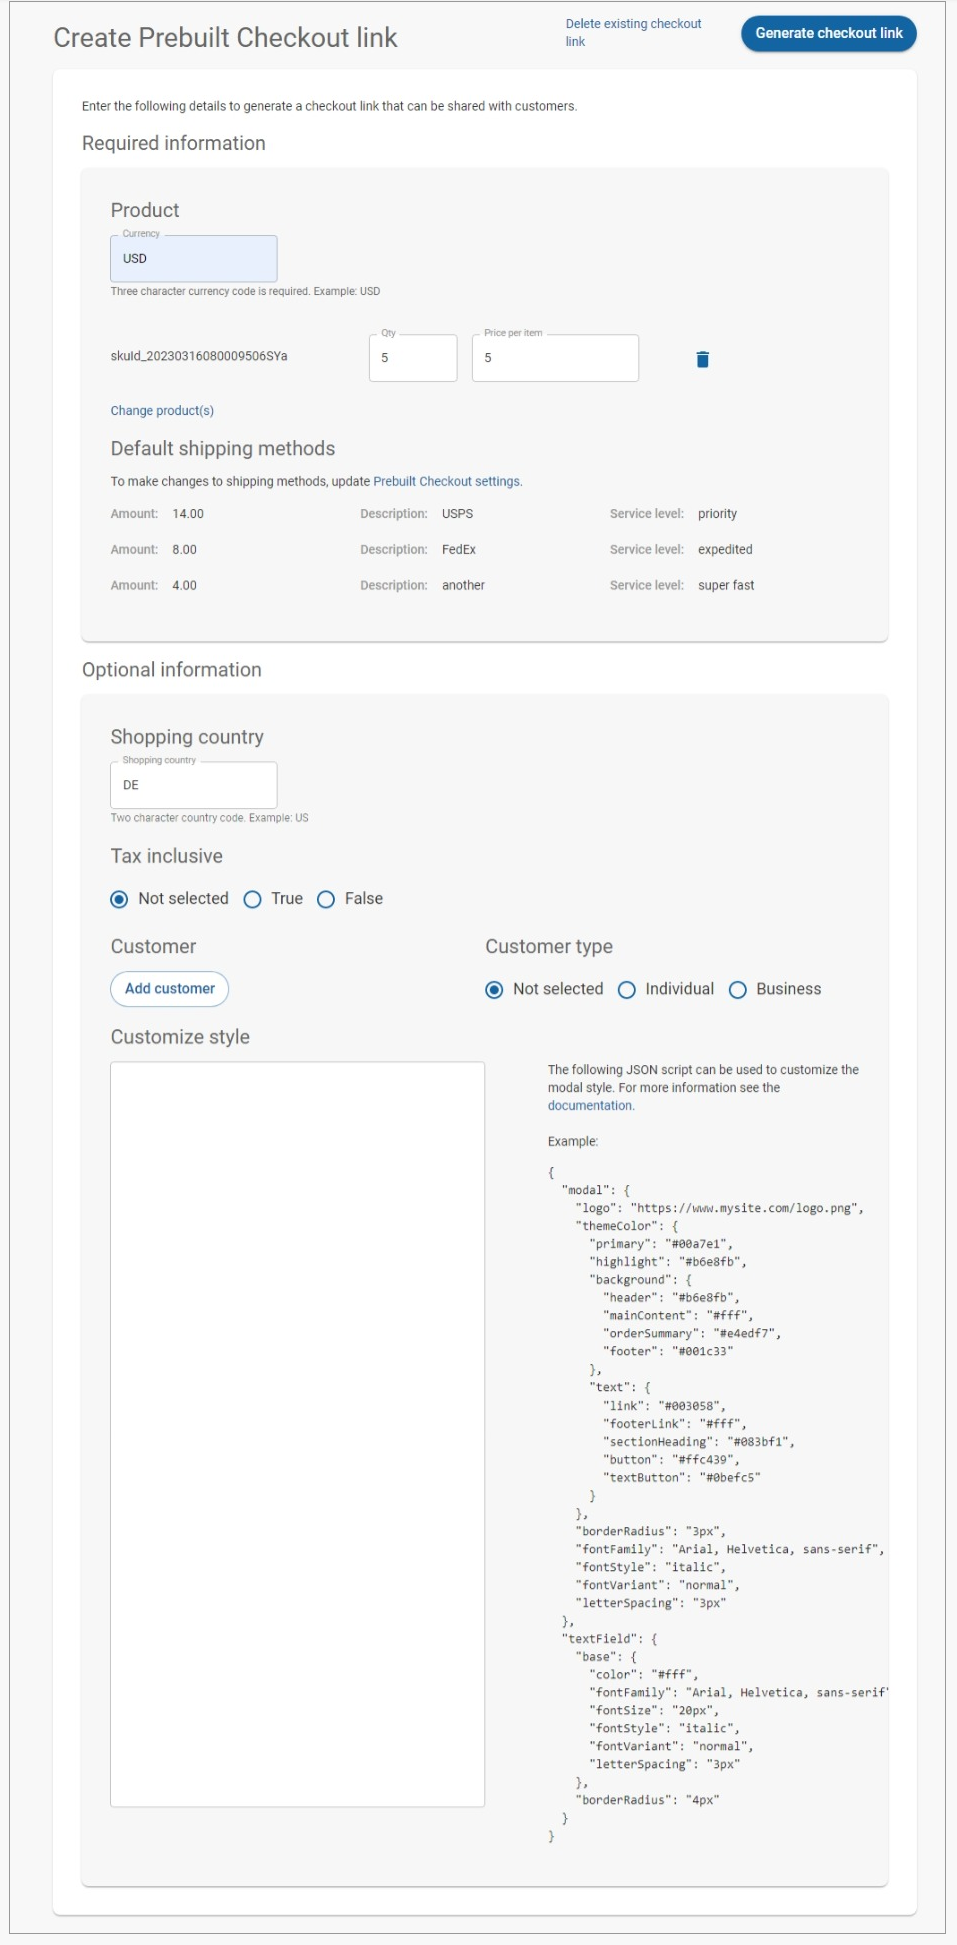 Create Prebuilt Checkout link
Delete existing checkout
link
Generate checkout link
Enter the following details to generate a checkout link that can be shared with customers.
Required information
Product
Currency
USD
Three character currency code is required. Example: USD
skuId_20230316080009506SYa
Qty
5
Price per item
5
Change product(s)
Default shipping methods
To make changes to shipping methods, update Prebuilt Checkout settings.
Amount: 14.00 Description: USPS Service level: priority
Amount: 8.00 Description: FedEx Service level: expedited
Amount: 4.00 Description: another Service level: super fast
Optional information
Shopping country
Shopping country
DE
Two character country code. Example: US
Tax inclusive
Not selected True False
Customer
Add customer
Customer type
Not selected Individual Business
Customize style
The following JSON script can be used to customize the
modal style. For more information see the
documentation.
Example:
{
"modal": {
"logo": "https://www.mysite.com/logo.png",
"themeColor": {
"primary": "#00a7e1",
"highlight": "#b6e8fb",
"background": {
"header": "#b6e8fb",
"mainContent": "#fff",
"orderSummary": "#e4edf7",
"footer": "#001c33"
},
"text": {
"link": "#003058",
"footerLink": "#fff",
"sectionHeading": "#083bf1",
"button": "#ffc439",
"textButton": "#0befc5"
}
},
"borderRadius": "3px",
"fontFamily": "Arial, Helvetica, sans-serif",
"fontStyle": "italic",
"fontVariant": "normal",
"letterSpacing": "3px"
},
"textField": {
"base": {
"color": "#fff",
"fontFamily": "Arial, Helvetica, sans-serif"
"fontSize": "20px",
"fontStyle": "italic",
"fontVariant": "normal",
"letterSpacing": "3px"
},
"borderRadius": "4px"
}
}